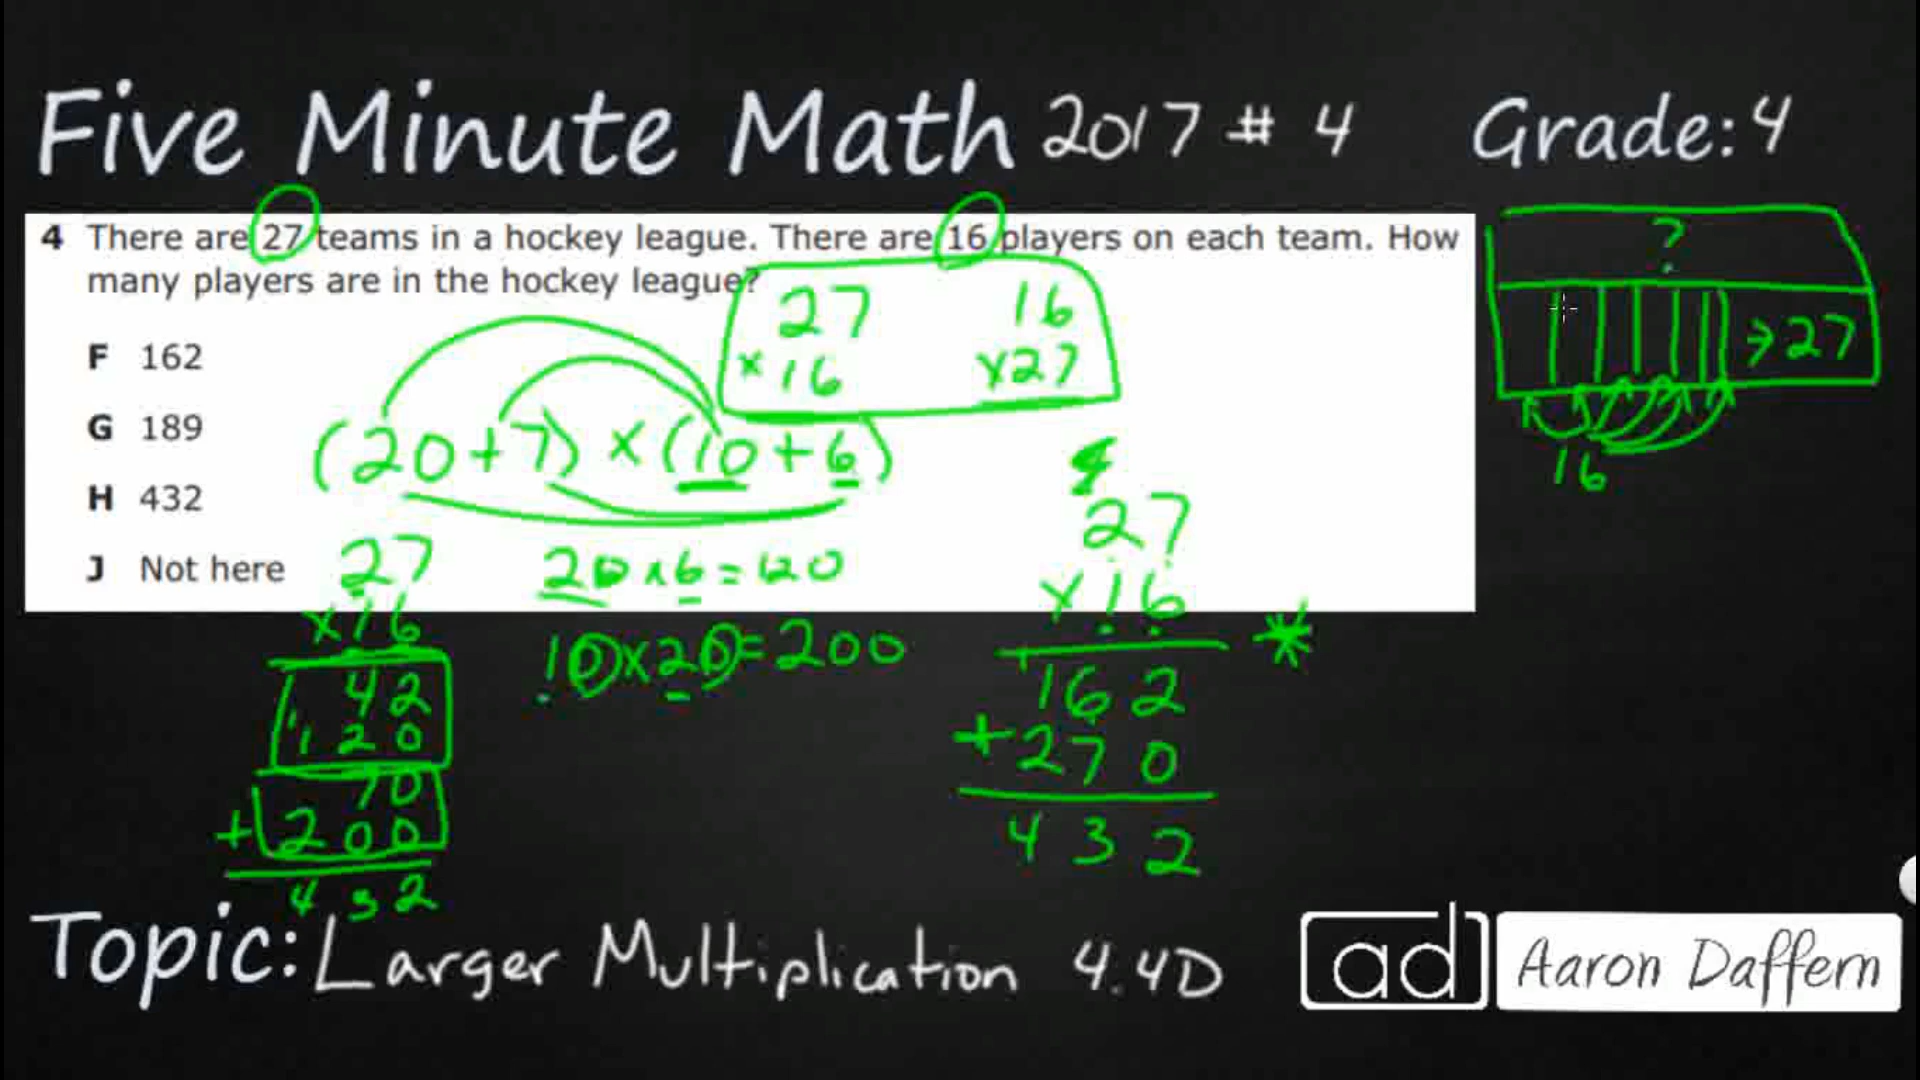 Five Minute Math 2017 # 4 Grade: 4
4 There are 27 teams in a hockey league. There are 16 players on each team. How
many players are in the hockey league?
F 162
G 189
H 432
J Not here
27 16
×16 ×27
(20+7) × (10+6)
20×6=120
10×20=200
27
×16
42
120
70
+200
432
27
×16
162
+270
432
*
?
→27
16
Topic: Larger Multiplication 4.4D
ad Aaron Daffern